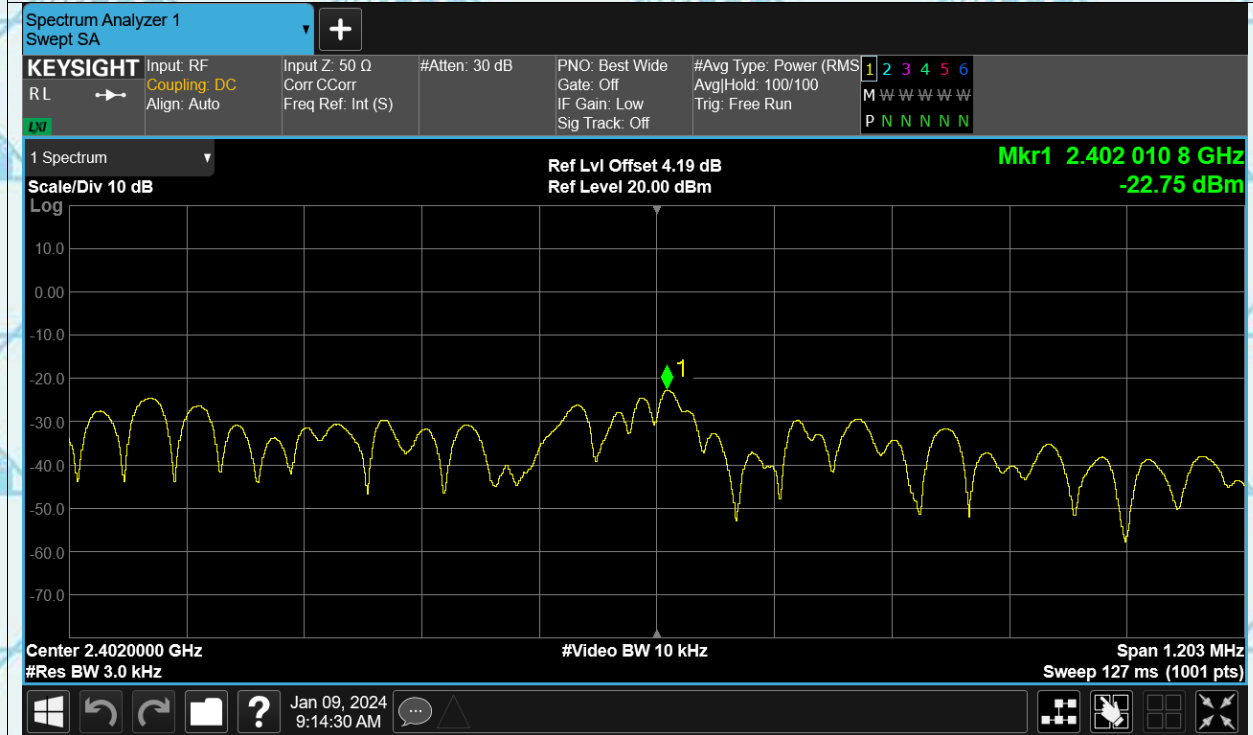 Spectrum Analyzer 1
Swept SA
+
KEYSIGHT Input: RF Input Z: 50 Ω #Atten: 30 dB PNO: Best Wide #Avg Type: Power (RMS 1 2 3 4 5 6
R L Coupling: DC Corr CCorr Gate: Off Avg|Hold: 100/100 M W W W W W
Align: Auto Freq Ref: Int (S) IF Gain: Low Trig: Free Run
LXI Sig Track: Off P N N N N N
1 Spectrum Ref Lvl Offset 4.19 dB Mkr1 2.402 010 8 GHz
Scale/Div 10 dB Ref Level 20.00 dBm -22.75 dBm
Log
10.0
0.00
-10.0
1
-20.0
-30.0
-40.0
-50.0
-60.0
-70.0
Center 2.4020000 GHz #Video BW 10 kHz Span 1.203 MHz
#Res BW 3.0 kHz Sweep 127 ms (1001 pts)
? Jan 09, 2024
9:14:30 AM